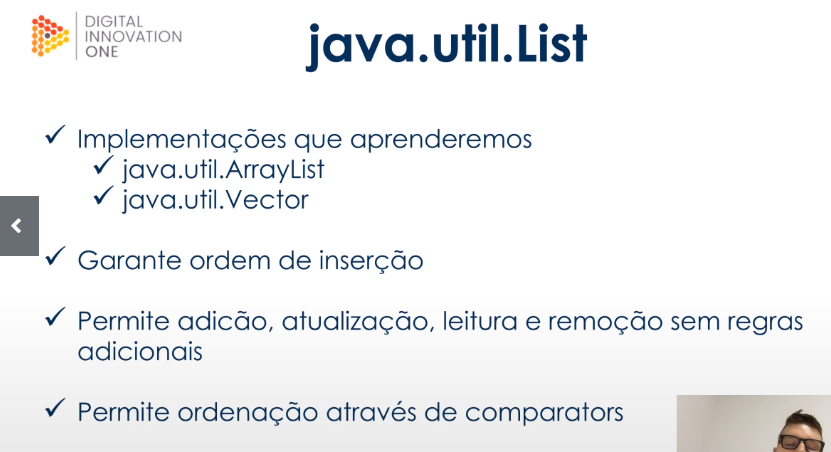 DIGITAL
INNOVATION
ONE
java.util.List
Implementações que aprenderemos
java.util.ArrayList
java.util.Vector
Garante ordem de inserção
Permite adicão, atualização, leitura e remoção sem regras
adicionais
Permite ordenação através de comparators